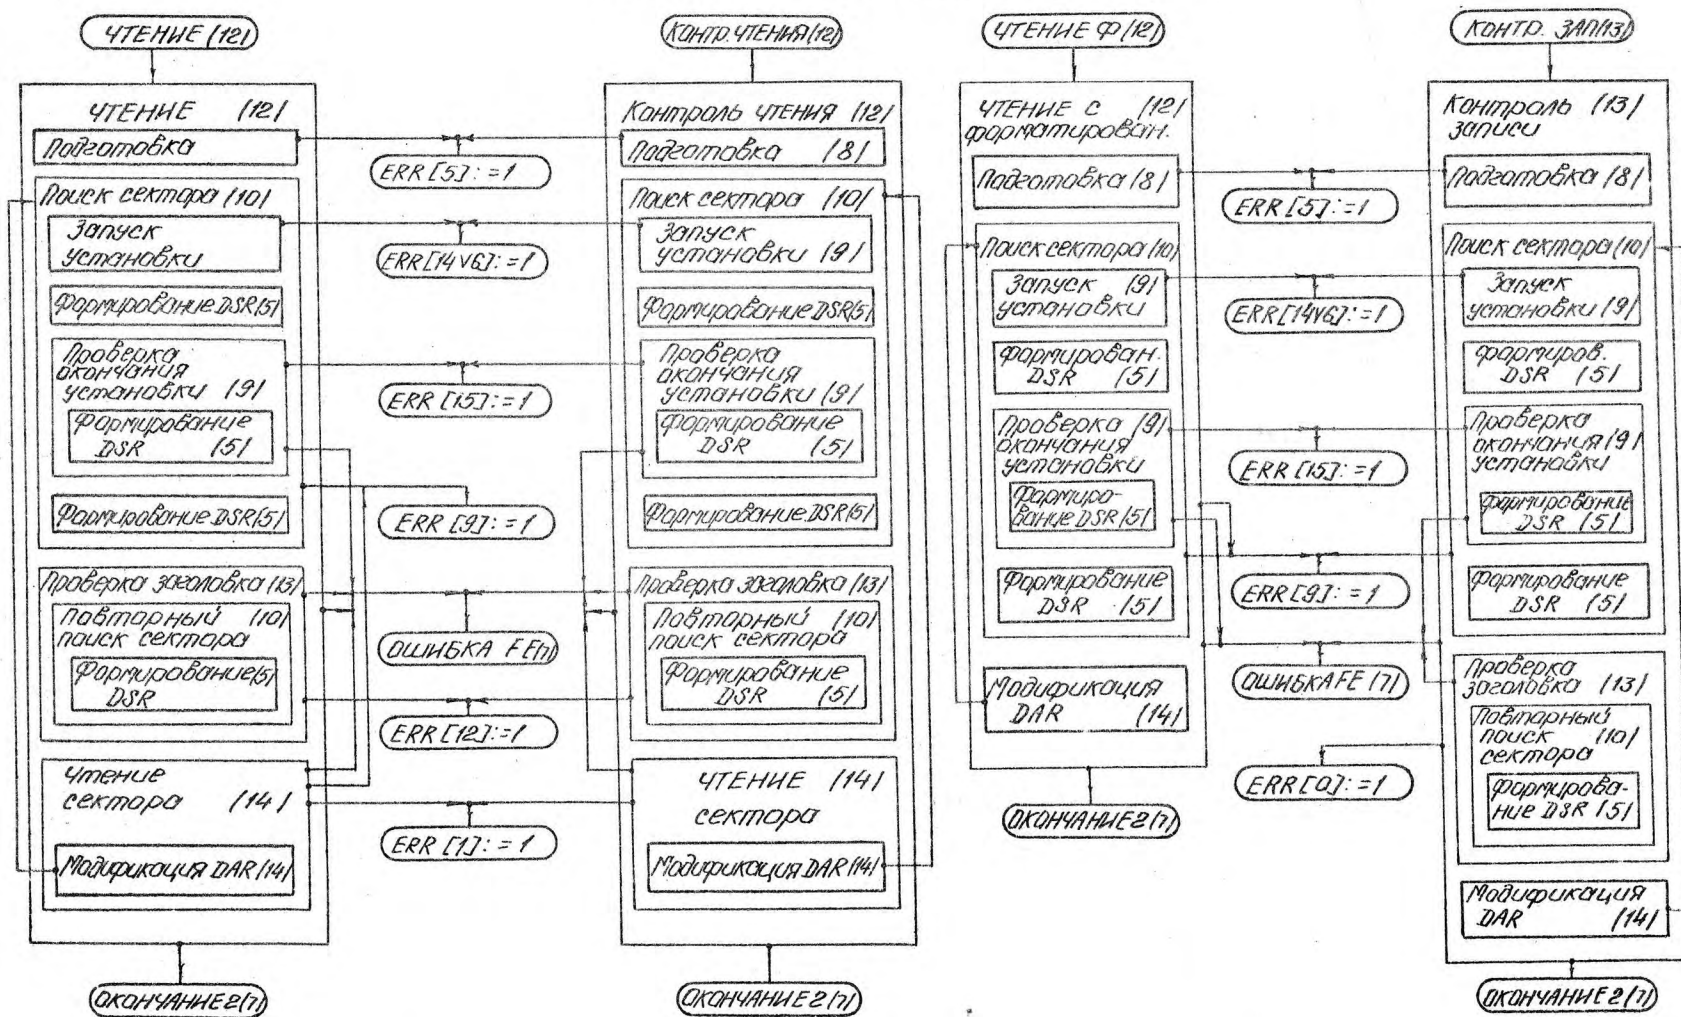 ЧТЕНИЕ (12)
ЧТЕНИЕ (12)
Подготовка
Поиск сектора (10)
Запуск
установки
Формирование DSR (5)
Проверка
окончания
установки (9)
Формирование
DSR (5)
Формирование DSR (5)
Проверка заголовка (13)
Повторный (10)
поиск сектора
Формирование (5)
DSR
Чтение
сектора (14)
Модификация DAR (14)
ОКОНЧАНИЕ 2 (7)
ERR [5]:=1
ERR [14V6]:=1
ERR [15]:=1
ERR [9]:=1
ОШИБКА FE (7)
ERR [12]:=1
ERR [1]:=1
КОНТР. ЧТЕНИЯ (12)
Контроль чтения (12)
Подготовка (8)
Поиск сектора (10)
Запуск
установки (9)
Формирование DSR (5)
Проверка
окончания
установки (9)
Формирование
DSR (5)
Формирование DSR (5)
Проверка заголовка (13)
Повторный (10)
поиск сектора
Формирование
DSR (5)
ЧТЕНИЕ (14)
сектора
Модификация DAR (14)
ОКОНЧАНИЕ 2 (7)
ЧТЕНИЕ Ф (12)
ЧТЕНИЕ С (12)
форматирован.
Подготовка (8)
Поиск сектора (10)
Запуск (9)
установки
Формирован.
DSR (5)
Проверка (9)
окончания
установки
Формиро-
вание DSR (5)
Формирование
DSR (5)
Модификация
DAR (14)
ОКОНЧАНИЕ 2 (7)
ERR [5]:=1
ERR [14V6]:=1
ERR [15]:=1
ERR [9]:=1
ОШИБКА FE (7)
ERR [0]:=1
КОНТР. ЗАП (13)
Контроль (13)
записи
Подготовка (8)
Поиск сектора (10)
Запуск
установки (9)
Формиров.
DSR (5)
Проверка
окончания (9)
установки
Формирование
DSR (5)
Формирование
DSR (5)
Проверка
заголовка (13)
Повторный
поиск (10)
сектора
Формирова-
ние DSR (5)
Модификация
DAR (14)
ОКОНЧАНИЕ 2 (7)